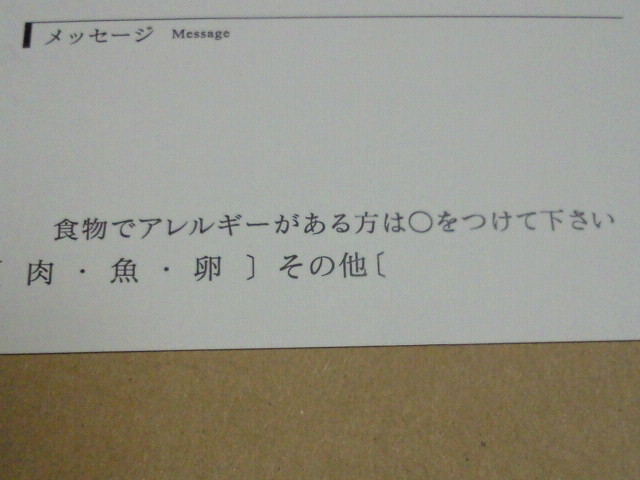 メッセージ Message
食物でアレルギーがある方は〇をつけて下さい
〔 肉 ・ 魚 ・ 卵 〕その他〔